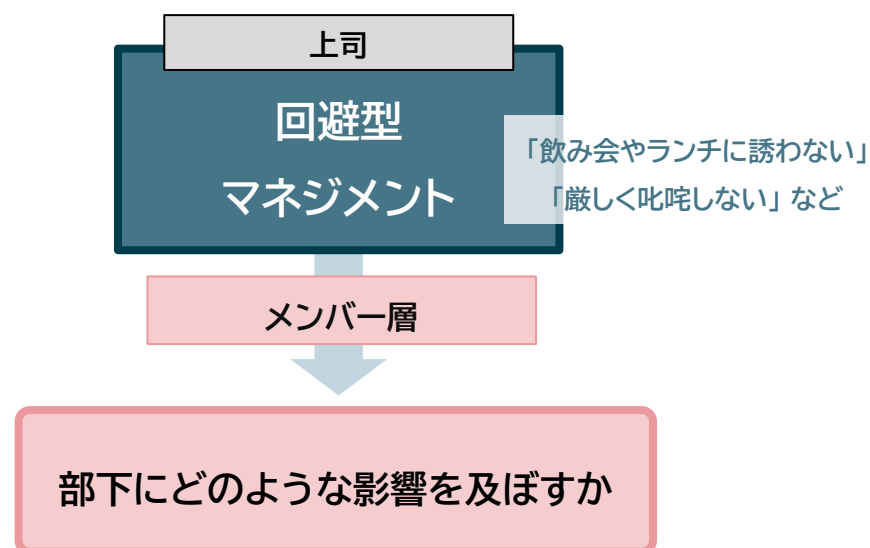 上司
回避型
マネジメント
「飲み会やランチに誘わない」
「厳しく叱咤しない」など
メンバー層
部下にどのような影響を及ぼすか